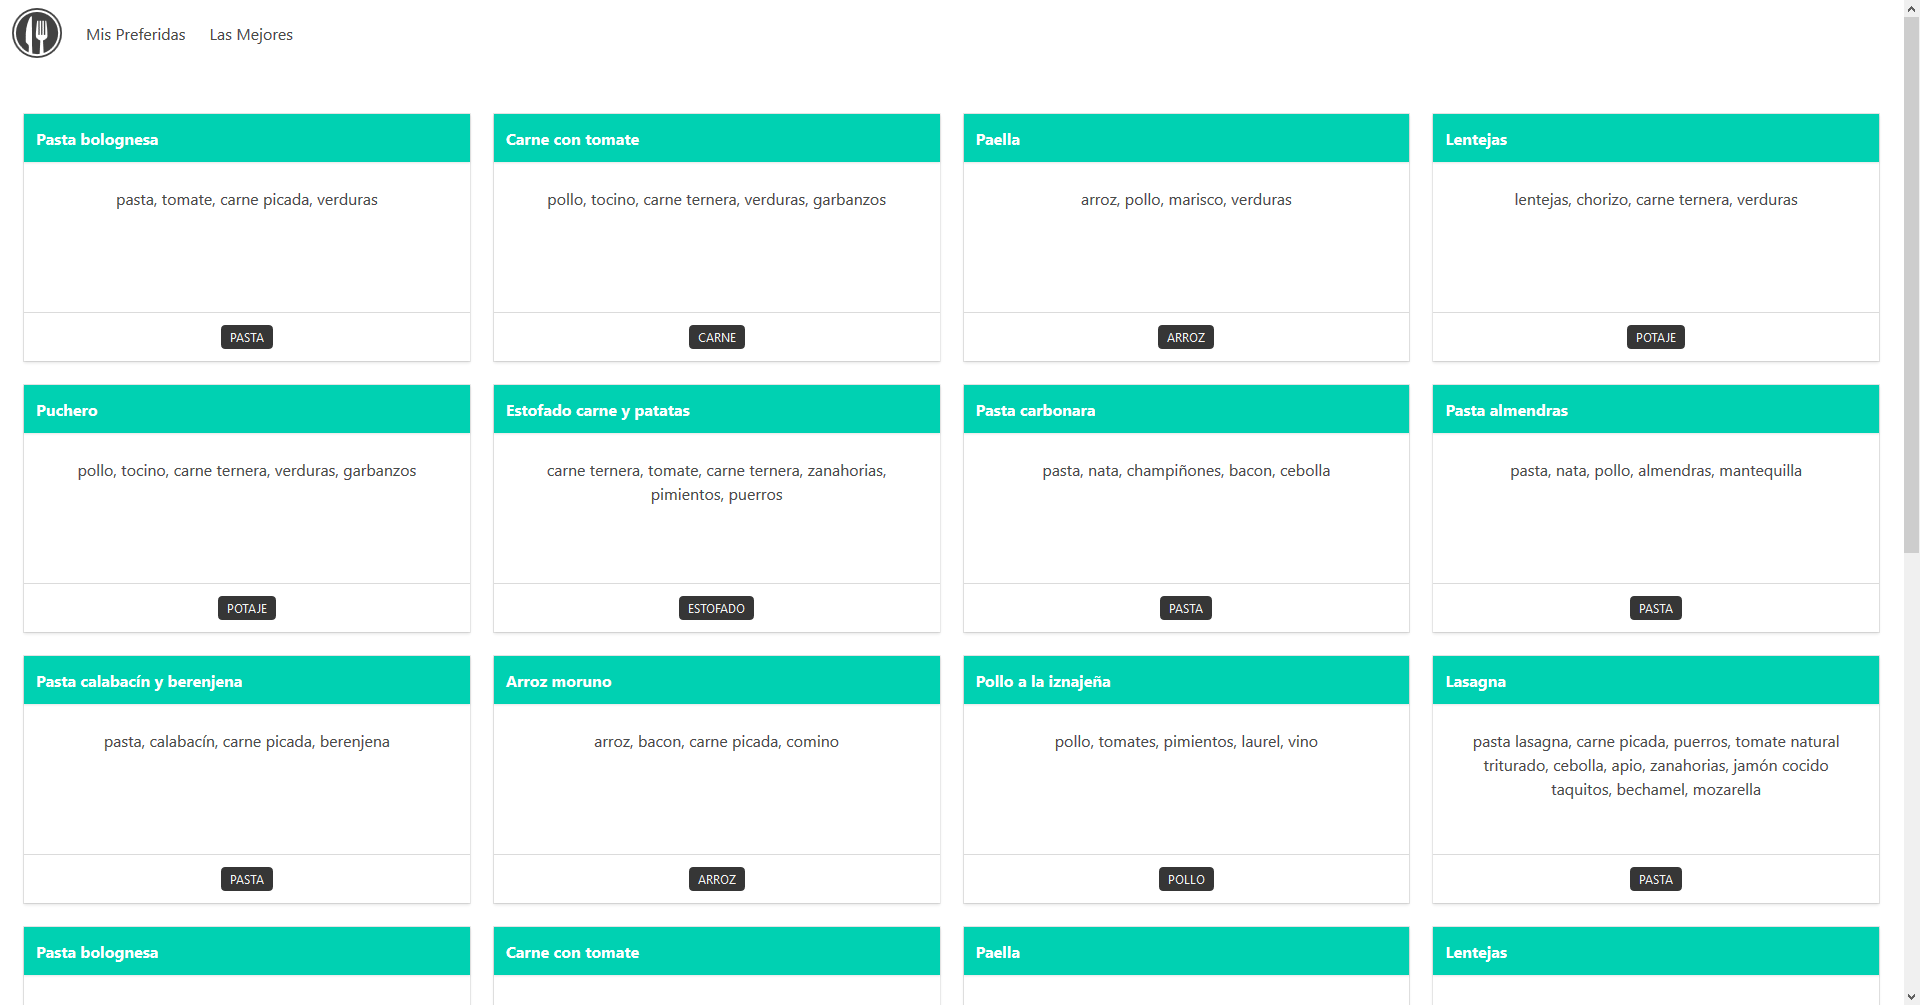 Mis Preferidas
Las Mejores
Pasta bolognesa
pasta, tomate, carne picada, verduras
PASTA
Carne con tomate
pollo, tocino, carne ternera, verduras, garbanzos
CARNE
Paella
arroz, pollo, marisco, verduras
ARROZ
Lentejas
lentejas, chorizo, carne ternera, verduras
POTAJE
Puchero
pollo, tocino, carne ternera, verduras, garbanzos
POTAJE
Estofado carne y patatas
carne ternera, tomate, carne ternera, zanahorias,
pimientos, puerros
ESTOFADO
Pasta carbonara
pasta, nata, champiñones, bacon, cebolla
PASTA
Pasta almendras
pasta, nata, pollo, almendras, mantequilla
PASTA
Pasta calabacín y berenjena
pasta, calabacín, carne picada, berenjena
PASTA
Arroz moruno
arroz, bacon, carne picada, comino
ARROZ
Pollo a la iznajeña
pollo, tomates, pimientos, laurel, vino
POLLO
Lasagna
pasta lasagna, carne picada, puerros, tomate natural
triturado, cebolla, apio, zanahorias, jamón cocido
taquitos, bechamel, mozarella
PASTA
Pasta bolognesa
Carne con tomate
Paella
Lentejas